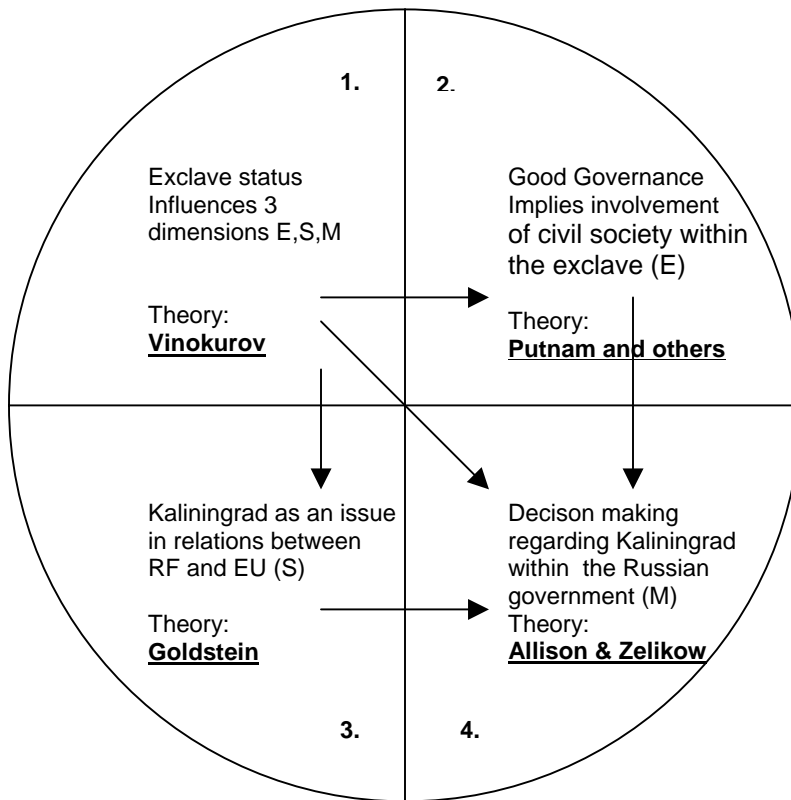 1.
Exclave status
Influences 3
dimensions E,S,M
Theory:
Vinokurov
2.
Good Governance
Implies involvement
of civil society within
the exclave (E)
Theory:
Putnam and others
Kaliningrad as an issue
in relations between
RF and EU (S)
Theory:
Goldstein
3.
Decison making
regarding Kaliningrad
within the Russian
government (M)
Theory:
Allison & Zelikow
4.